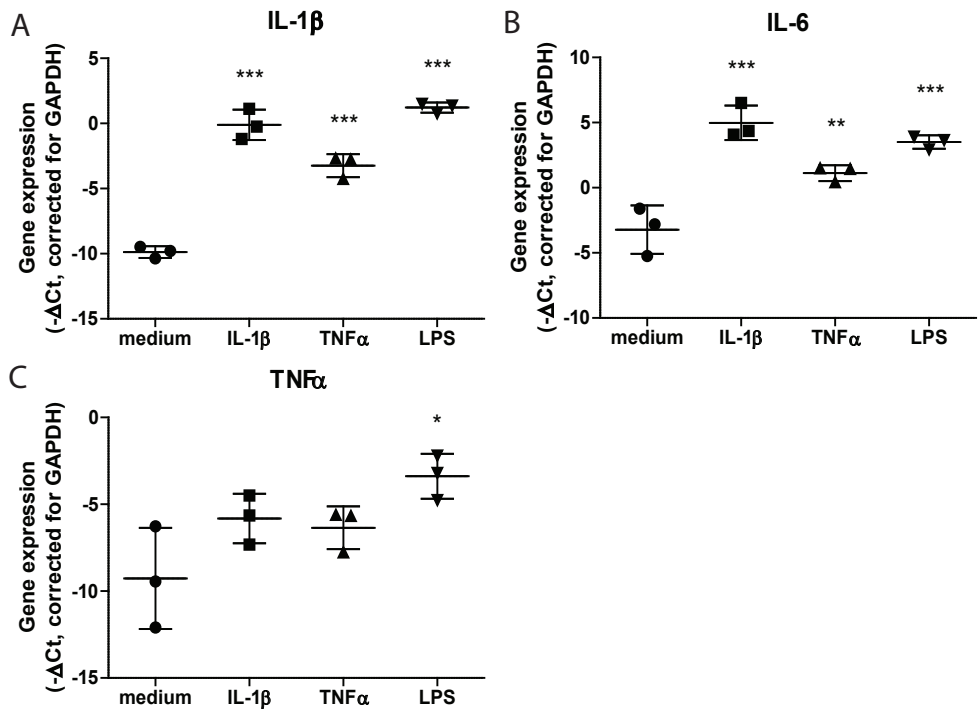 A
IL-1β
Gene expression
(-ΔCt, corrected for GAPDH)
5
0
-5
-10
-15
***
***
***
medium IL-1β TNFα LPS
B
IL-6
Gene expression
(-ΔCt, corrected for GAPDH)
10
5
0
-5
-10
***
**
***
medium IL-1β TNFα LPS
C
TNFα
Gene expression
(-ΔCt, corrected for GAPDH)
0
-5
-10
-15
*
medium IL-1β TNFα LPS